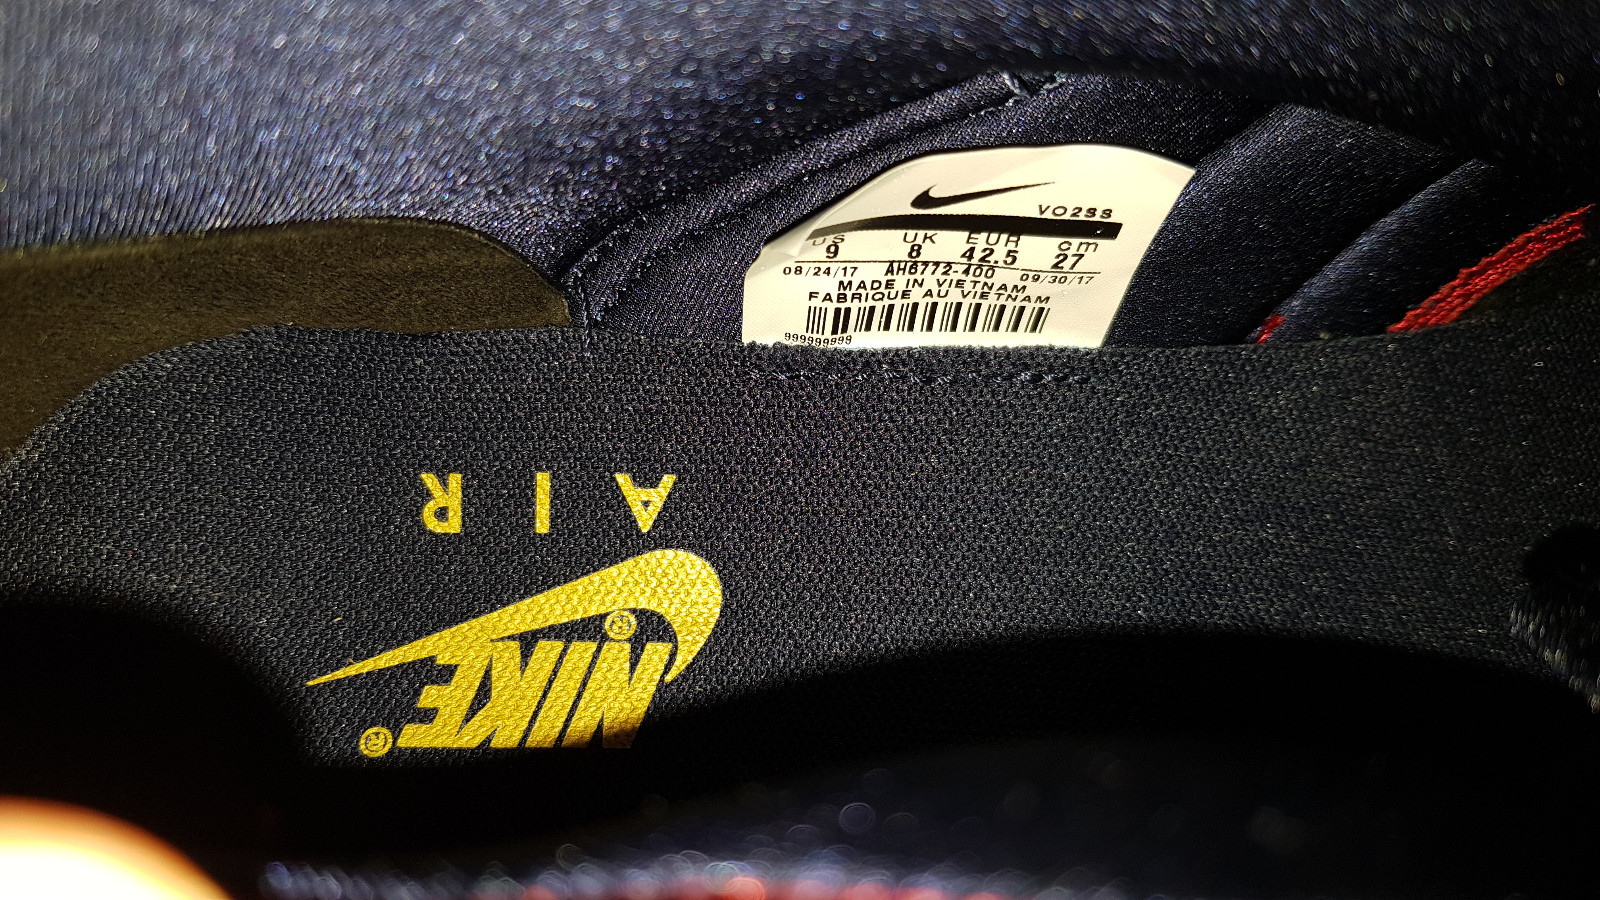 VO2SS
US UK EUR cm
9 8 42.5 27
08/24/17 AH6772-400 09/30/17
MADE IN VIETNAM
FABRIQUE AU VIETNAM
999999999
NIKE®
®
AIR